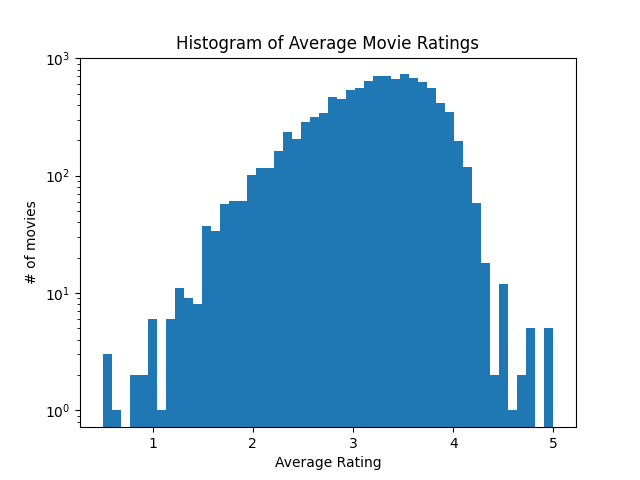 Histogram of Average Movie Ratings
10³
10²
10¹
10⁰
# of movies
1 2 3 4 5
Average Rating